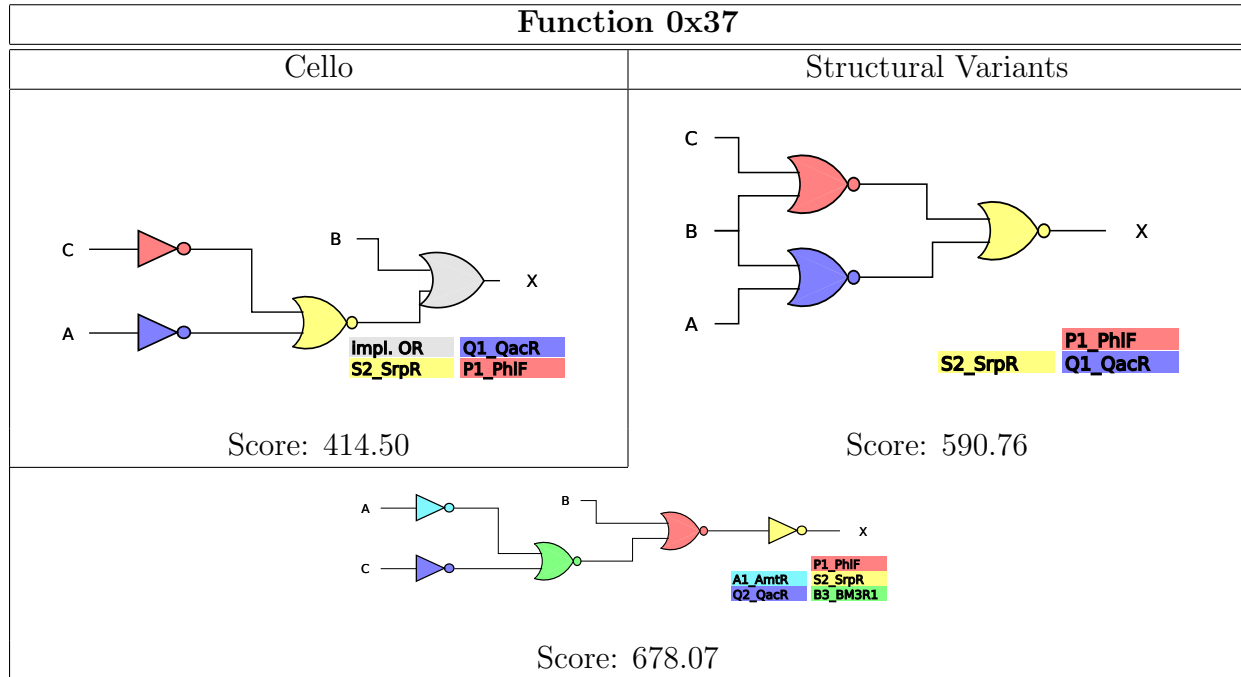 Function 0x37
Cello
Structural Variants
C
A
B
X
impl. OR Q1_QacR
S2_SrpR P1_PhlF
Score: 414.50
C
B
A
X
P1_PhlF
S2_SrpR Q1_QacR
Score: 590.76
A
C
B
X
P1_PhlF
A1_AmtR S2_SrpR
Q2_QacR B3_BM3R1
Score: 678.07